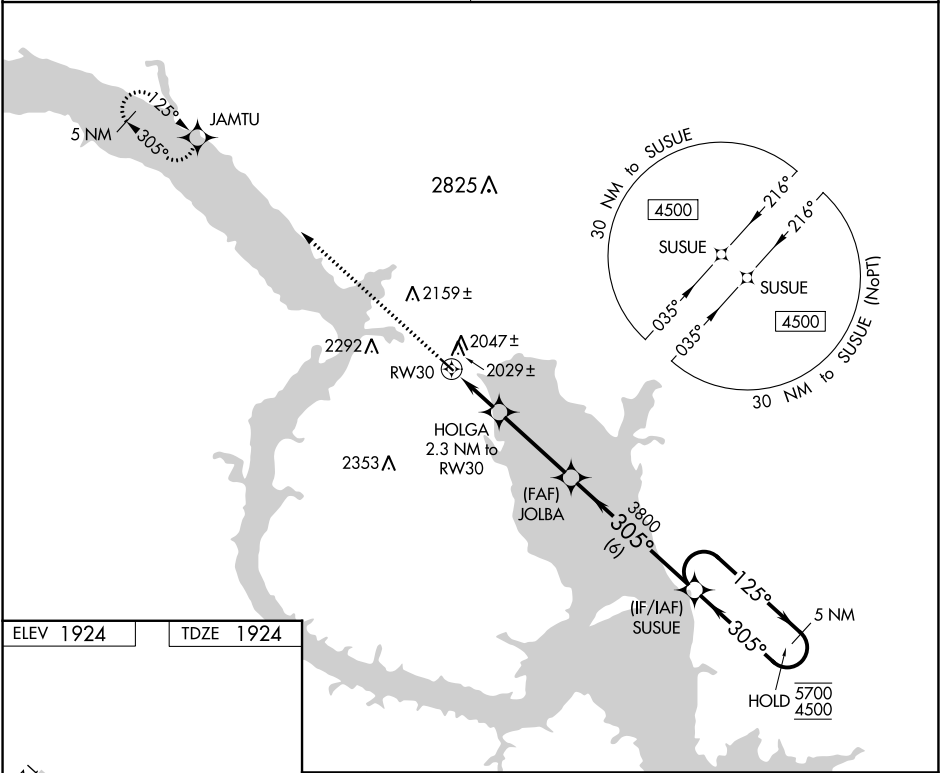 125°
JAMTU
5 NM
305°
2825
30 NM to SUSUE
4500
216°
216°
SUSUE
SUSUE
035°
035°
4500
30 NM to SUSUE (NoPT)
2159±
2292
2047±
2029±
RW30
HOLGA
2.3 NM to
RW30
2353
(FAF)
JOLBA
3800
305°
(6)
125°
(IF/IAF)
SUSUE
305°
5 NM
HOLD 5700
4500
ELEV 1924
TDZE 1924